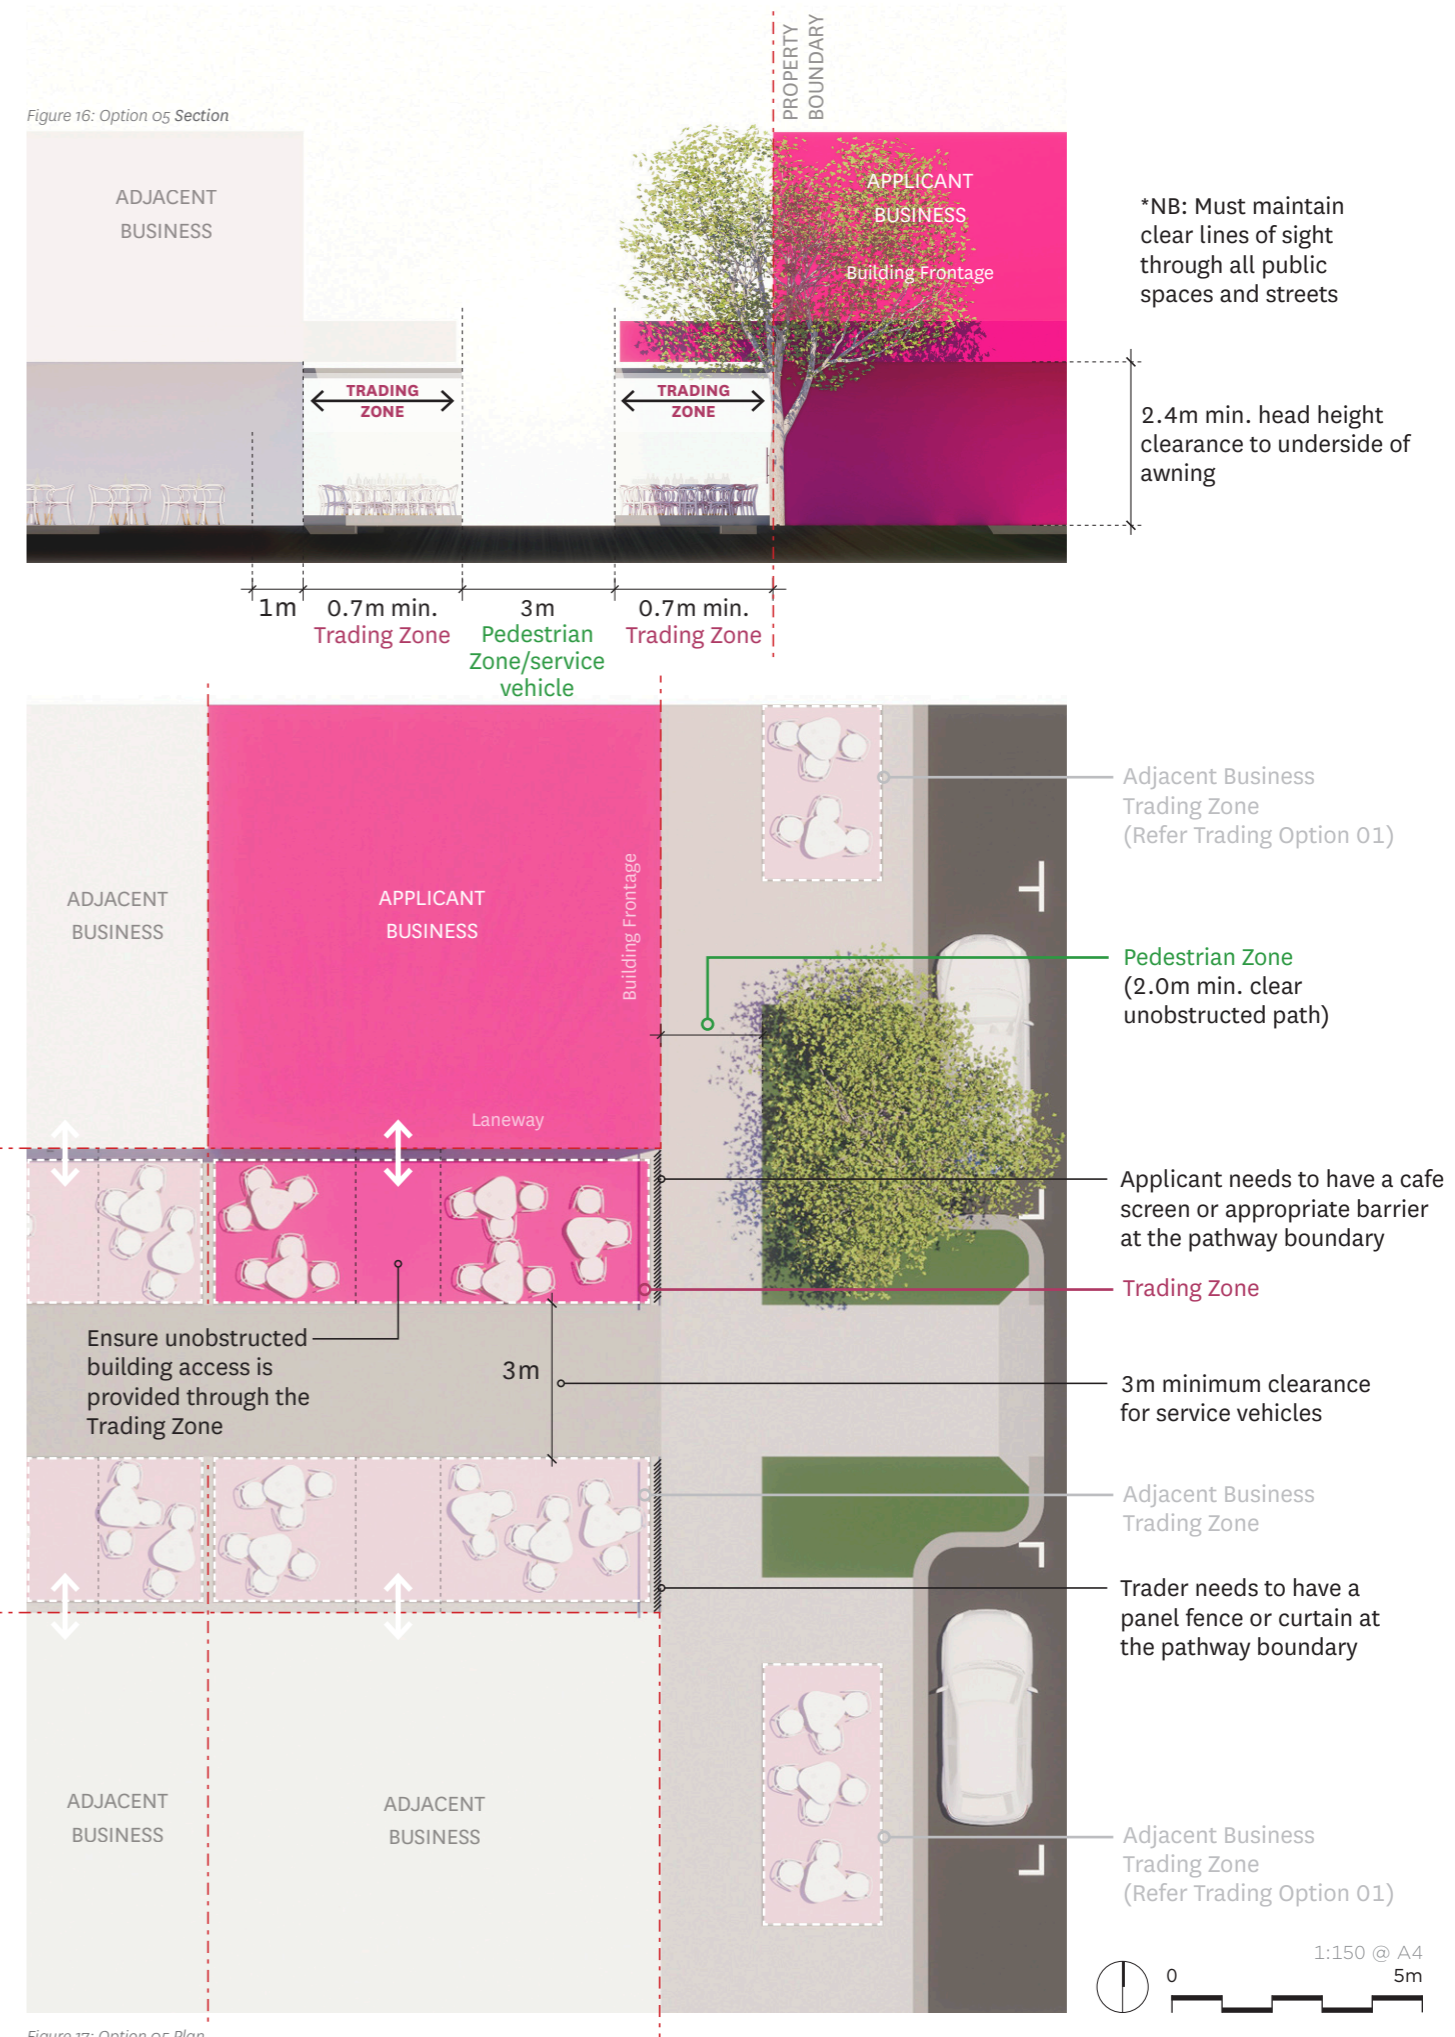 PROPERTY
BOUNDARY
Figure 16: Option 05 Section
ADJACENT
BUSINESS
APPLICANT
BUSINESS
Building Frontage
*NB: Must maintain
clear lines of sight
through all public
spaces and streets
TRADING
ZONE
TRADING
ZONE
2.4m min. head height
clearance to underside of
awning
1m
0.7m min.
Trading Zone
3m
Pedestrian
Zone/service
vehicle
0.7m min.
Trading Zone
Adjacent Business
Trading Zone
(Refer Trading Option 01)
ADJACENT
BUSINESS
APPLICANT
BUSINESS
Building Frontage
Pedestrian Zone
(2.0m min. clear
unobstructed path)
Laneway
Applicant needs to have a cafe
screen or appropriate barrier
at the pathway boundary
Trading Zone
Ensure unobstructed
building access is
provided through the
Trading Zone
3m
3m minimum clearance
for service vehicles
Adjacent Business
Trading Zone
Trader needs to have a
panel fence or curtain at
the pathway boundary
ADJACENT
BUSINESS
ADJACENT
BUSINESS
Adjacent Business
Trading Zone
(Refer Trading Option 01)
1:150 @ A4
0
5m
Figure 17: Option 05 Plan